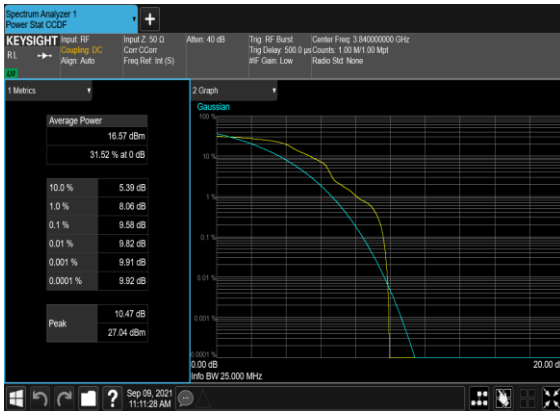 Spectrum Analyzer 1
Power Stat CCDF
KEYSIGHT
RL
Input: RF
Coupling: DC
Align: Auto
Input Z: 50 Ω
Corr CCorr
Freq Ref: Int (S)
Atten: 40 dB
Trig: RF Burst
Trig Delay: 500.0 µs
#IF Gain: Low
Center Freq: 3.840000000 GHz
Counts: 1.00 M/1.00 Mpt
Radio Std: None
1 Metrics
Average Power
16.57 dBm
31.52 % at 0 dB
10.0 % 5.39 dB
1.0 % 8.06 dB
0.1 % 9.58 dB
0.01 % 9.82 dB
0.001 % 9.91 dB
0.0001 % 9.92 dB
Peak
10.47 dB
27.04 dBm
2 Graph
Gaussian
100 %
10 %
1 %
0.1 %
0.01 %
0.001 %
0.0001 %
0.00 dB
20.00 d
Info BW 25.000 MHz
?
Sep 09, 2021
11:11:28 AM